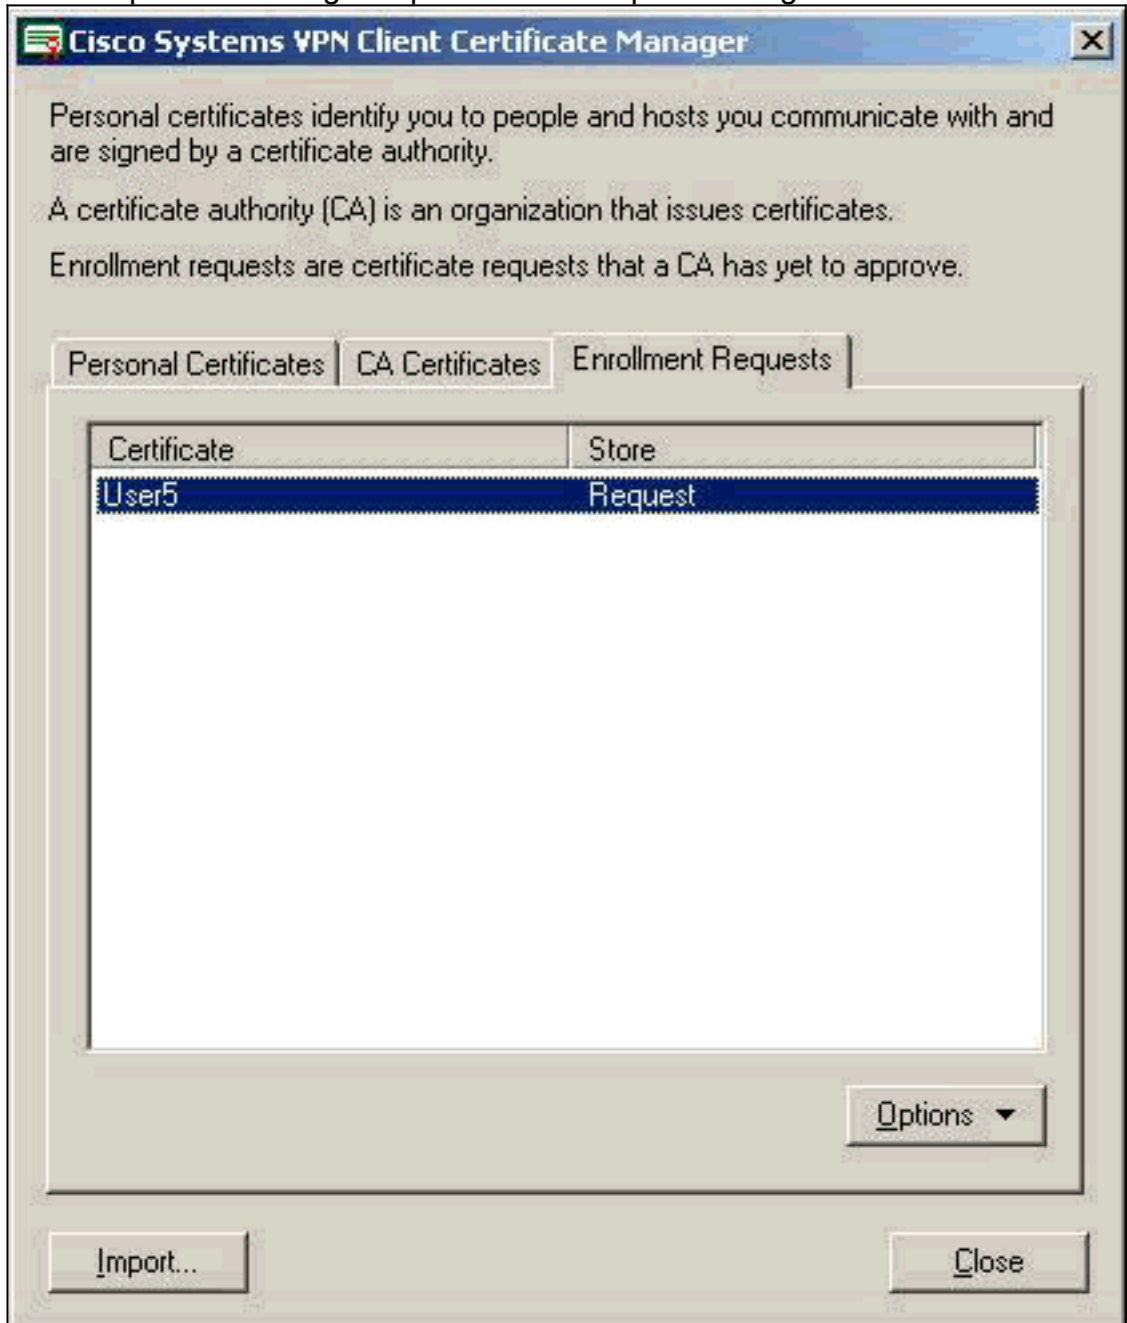 Cisco Systems VPN Client Certificate Manager
Personal certificates identify you to people and hosts you communicate with and
are signed by a certificate authority.
A certificate authority (CA) is an organization that issues certificates.
Enrollment requests are certificate requests that a CA has yet to approve.
Personal Certificates CA Certificates Enrollment Requests
Certificate Store
User5 Request
Options
Import... Close